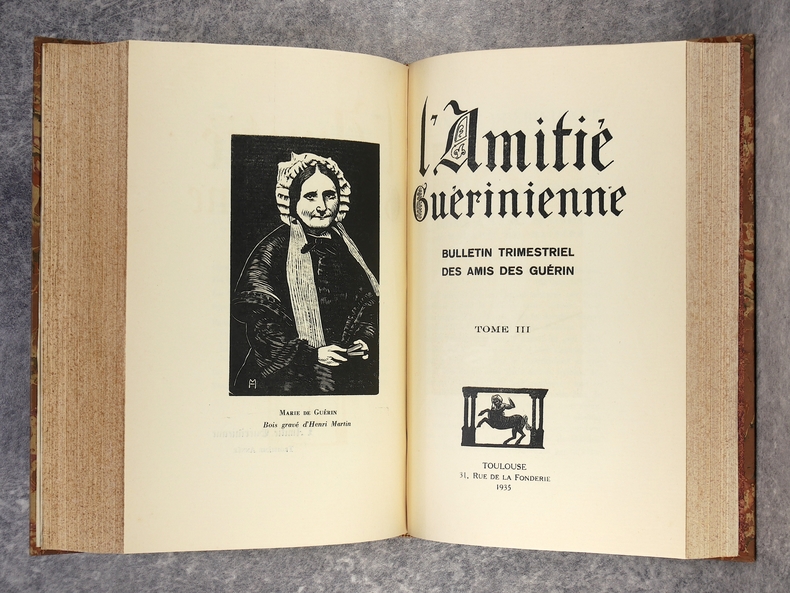 Marie de Guérin
Bois gravé d'Henri Martin
l'Amitié
Guérinienne
BULLETIN TRIMESTRIEL
DES AMIS DES GUÉRIN
TOME III
TOULOUSE
31, Rue de la Fonderie
1935